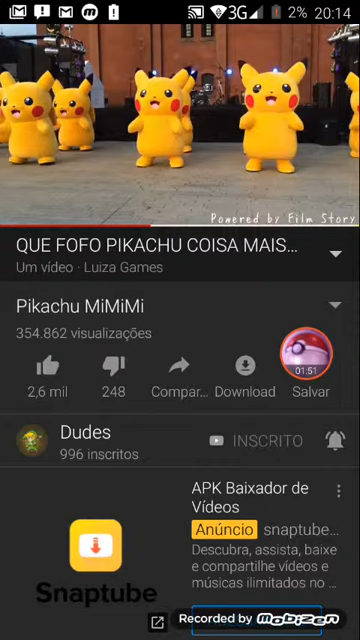 3G 2% 20:14
Powered by Film Story
QUE FOFO PIKACHU COISA MAIS...
Um vídeo · Luiza Games
Pikachu MiMiMi
354.862 visualizações
01:51
2,6 mil 248 Compar... Download Salvar
Dudes
INSCRITO
996 inscritos
APK Baixador de
Vídeos
Anúncio snaptube...
Descubra, assista, baixe
e compartilhe vídeos e
músicas ilimitados no ...
Snaptube
Recorded by Mobizen